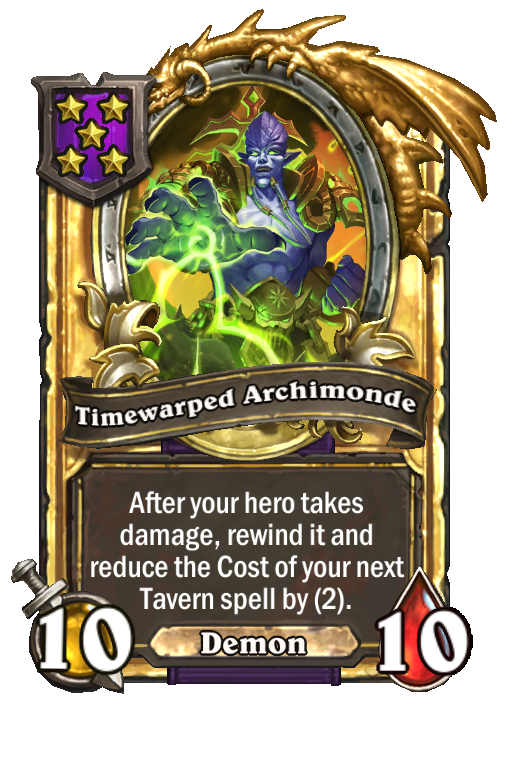 Timewarped Archimonde
After your hero takes
damage, rewind it and
reduce the Cost of your next
Tavern spell by (2).
10
Demon
10